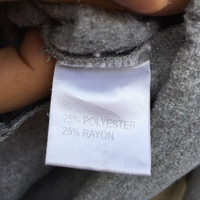 75% POLYESTER
25% RAYON